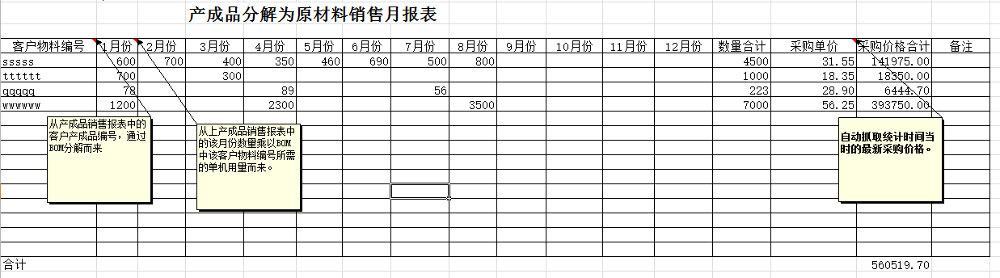 产成品分解为原材料销售月报表
客户物料编号 1月份 2月份 3月份 4月份 5月份 6月份 7月份 8月份 9月份 10月份 11月份 12月份 数量合计 采购单价 采购价格合计 备注
sssss 600 700 400 350 460 690 500 800 4500 31.55 141975.00
tttttt 700 300 1000 18.35 18350.00
qqqqq 78 89 56 223 28.90 6444.70
wwwwww 1200 2300 3500 7000 56.25 393750.00
从产成品销售报表中的
客户产成品编号，通过
BOM分解而来
从上产成品销售报表中
的该月份数量乘以BOM
中该客户物料编号所需
的单机用量而来。
自动抓取统计时间当
时的最新采购价格。
合计 560519.70